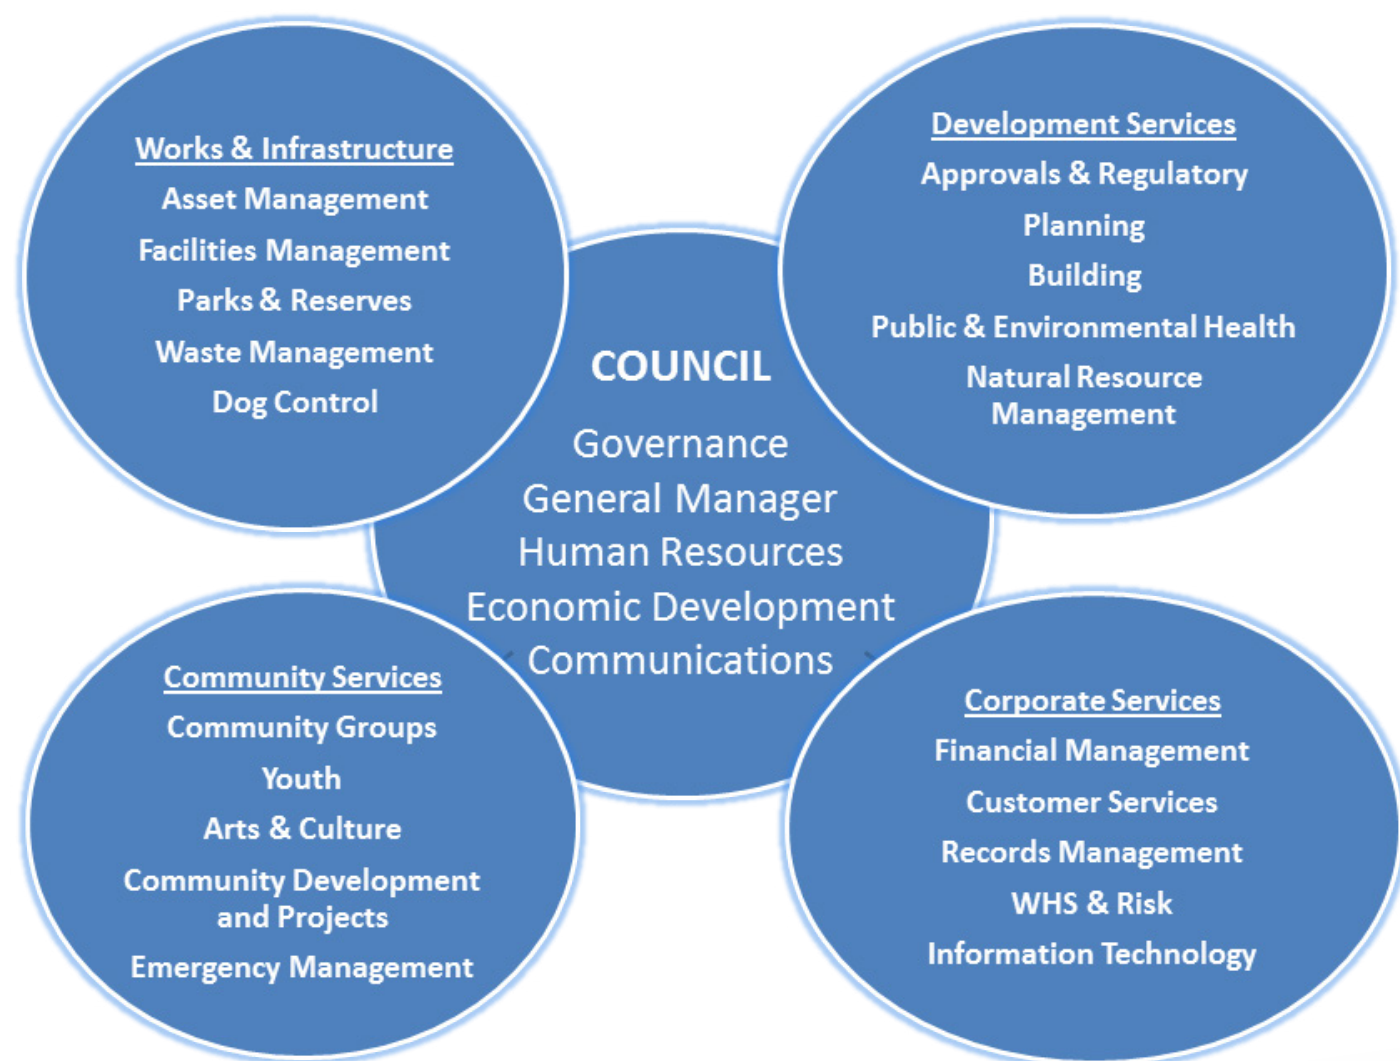 Works & Infrastructure
Asset Management
Facilities Management
Parks & Reserves
Waste Management
Dog Control
Development Services
Approvals & Regulatory
Planning
Building
Public & Environmental Health
Natural Resource
Management
COUNCIL
Governance
General Manager
Human Resources
Economic Development
Communications
Community Services
Community Groups
Youth
Arts & Culture
Community Development
and Projects
Emergency Management
Corporate Services
Financial Management
Customer Services
Records Management
WHS & Risk
Information Technology